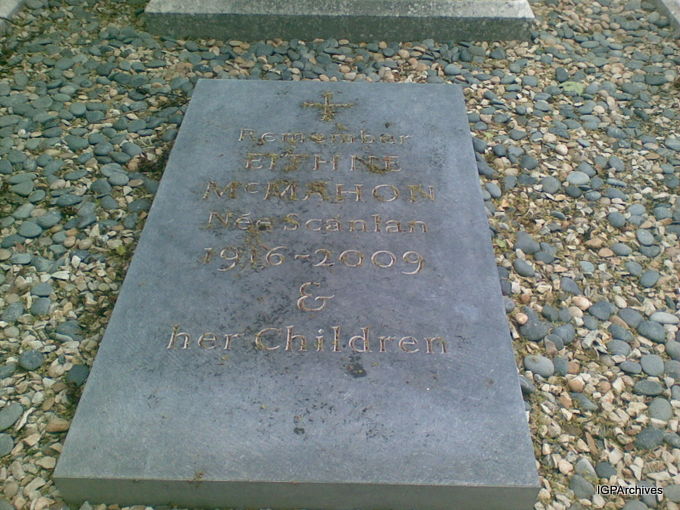 Remember
EITHNE
McMAHON
Née Scanlan
1916-2009
&
her Children
IGPArchives